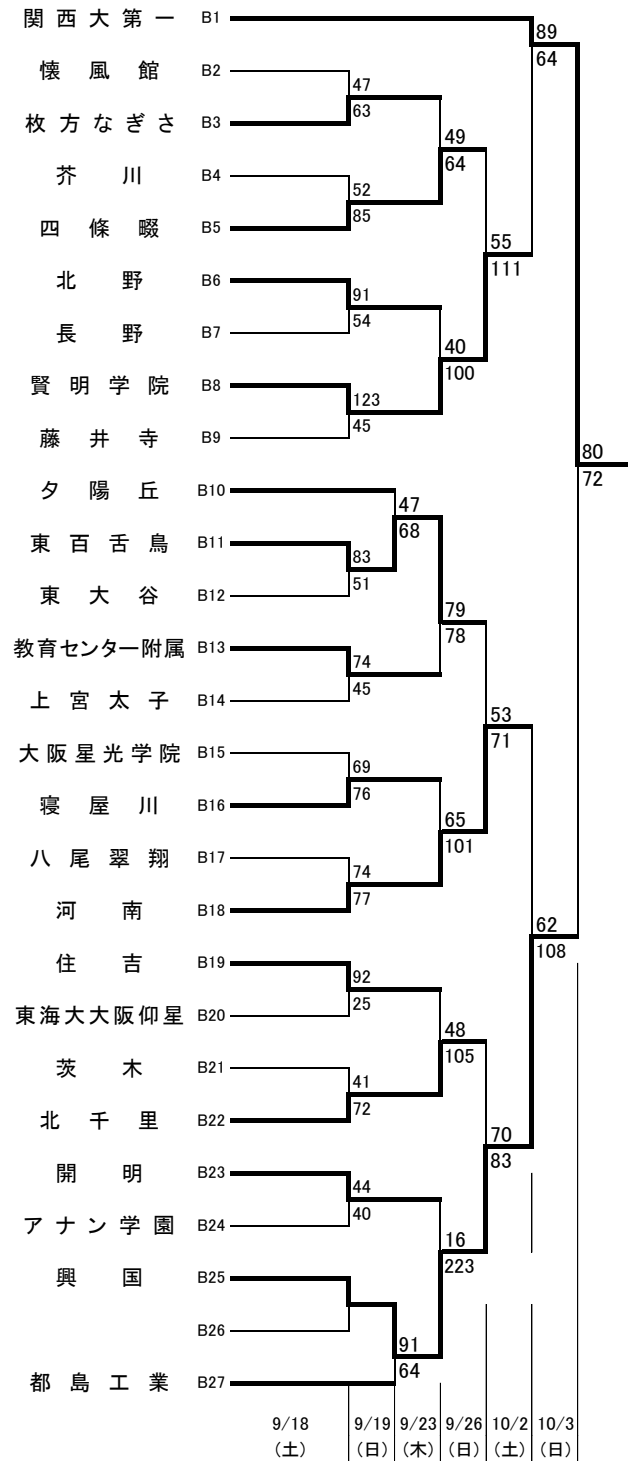 関西大第一 B1
89
64
懐風館 B2
47
63
枚方なぎさ B3
49
64
芥川 B4
52
85
四條畷 B5
55
111
北野 B6
91
54
長野 B7
40
100
賢明学院 B8
123
45
藤井寺 B9
80
72
夕陽丘 B10
47
68
東百舌鳥 B11
83
51
東大谷 B12
79
78
教育センター附属 B13
74
45
上宮太子 B14
53
71
大阪星光学院 B15
69
76
寝屋川 B16
65
101
八尾翠翔 B17
74
77
河南 B18
62
108
住吉 B19
92
25
東海大大阪仰星 B20
48
105
茨木 B21
41
72
北千里 B22
70
83
開明 B23
44
40
アナン学園 B24
16
223
興国 B25
B26
91
64
都島工業 B27
9/18 9/19 9/23 9/26 10/2 10/3
（土） （日） （木） （日） （土） （日）